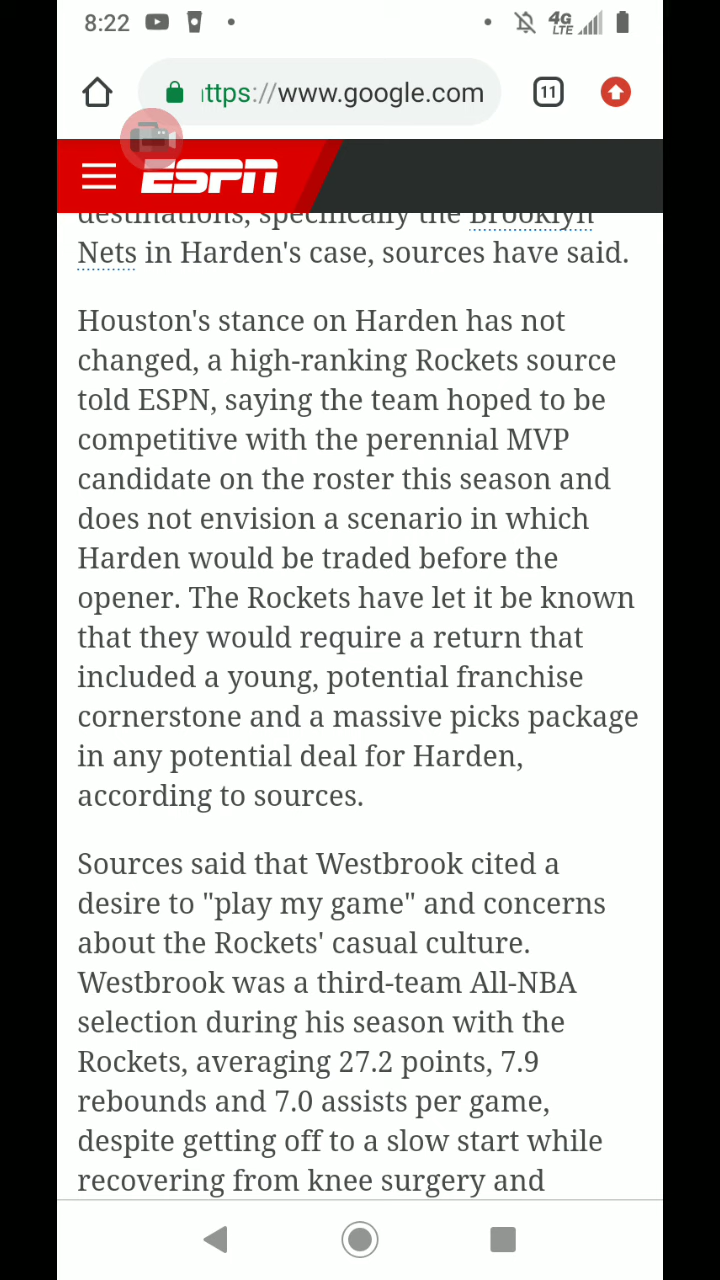 8:22
4G
LTE
ttps://www.google.com
11
ESPN
destinations, specifically the Brooklyn
Nets in Harden's case, sources have said.
Houston's stance on Harden has not
changed, a high-ranking Rockets source
told ESPN, saying the team hoped to be
competitive with the perennial MVP
candidate on the roster this season and
does not envision a scenario in which
Harden would be traded before the
opener. The Rockets have let it be known
that they would require a return that
included a young, potential franchise
cornerstone and a massive picks package
in any potential deal for Harden,
according to sources.
Sources said that Westbrook cited a
desire to "play my game" and concerns
about the Rockets' casual culture.
Westbrook was a third-team All-NBA
selection during his season with the
Rockets, averaging 27.2 points, 7.9
rebounds and 7.0 assists per game,
despite getting off to a slow start while
recovering from knee surgery and